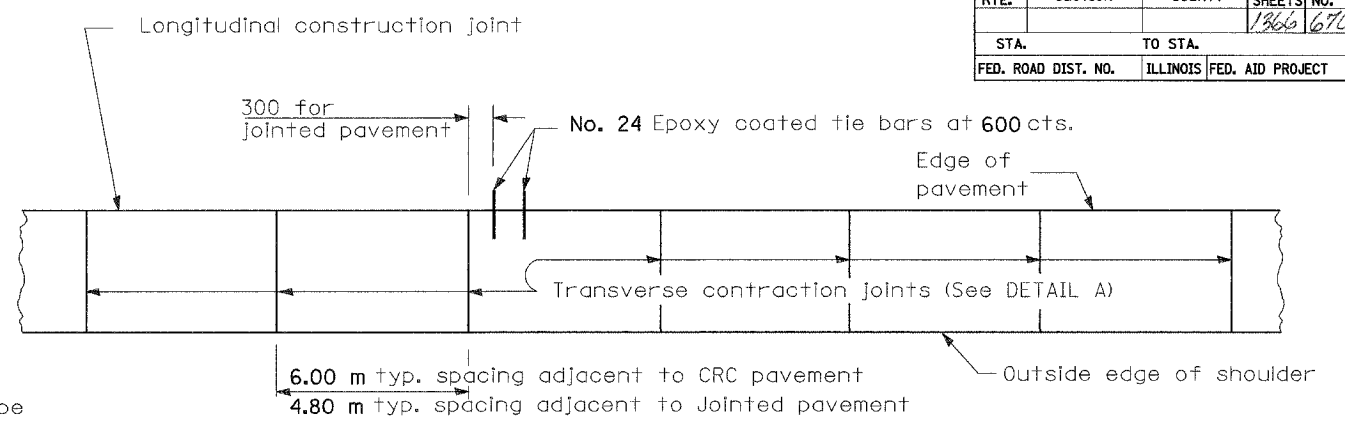 RTE.
SHEETS NO.
1366 670
STA. TO STA.
FED. ROAD DIST. NO. ILLINOIS FED. AID PROJECT
Longitudinal construction joint
300 for
jointed pavement
No. 24 Epoxy coated tie bars at 600 cts.
Edge of
pavement
Transverse contraction joints (See DETAIL A)
6.00 m typ. spacing adjacent to CRC pavement
4.80 m typ. spacing adjacent to Jointed pavement
Outside edge of shoulder